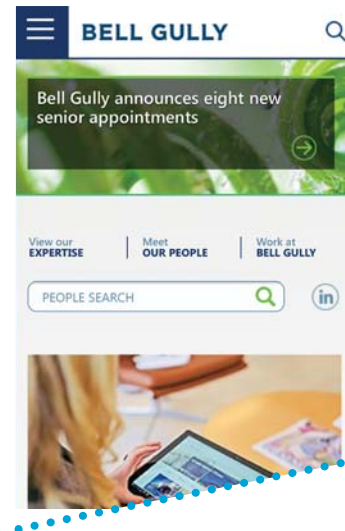 BELL GULLY
Bell Gully announces eight new
senior appointments
View our
EXPERTISE
Meet
OUR PEOPLE
Work at
BELL GULLY
PEOPLE SEARCH
in